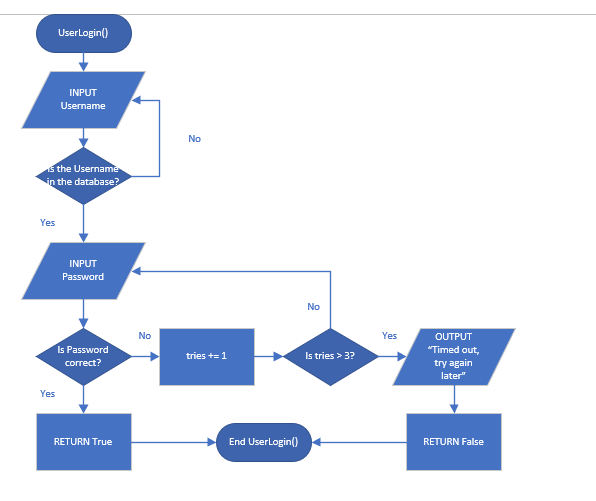 UserLogin()
INPUT
Username
No
Is the Username
in the database?
Yes
INPUT
Password
No
Is Password
correct?
No
tries += 1
Is tries > 3?
Yes
OUTPUT
“Timed out,
try again
later”
Yes
RETURN True
End UserLogin()
RETURN False